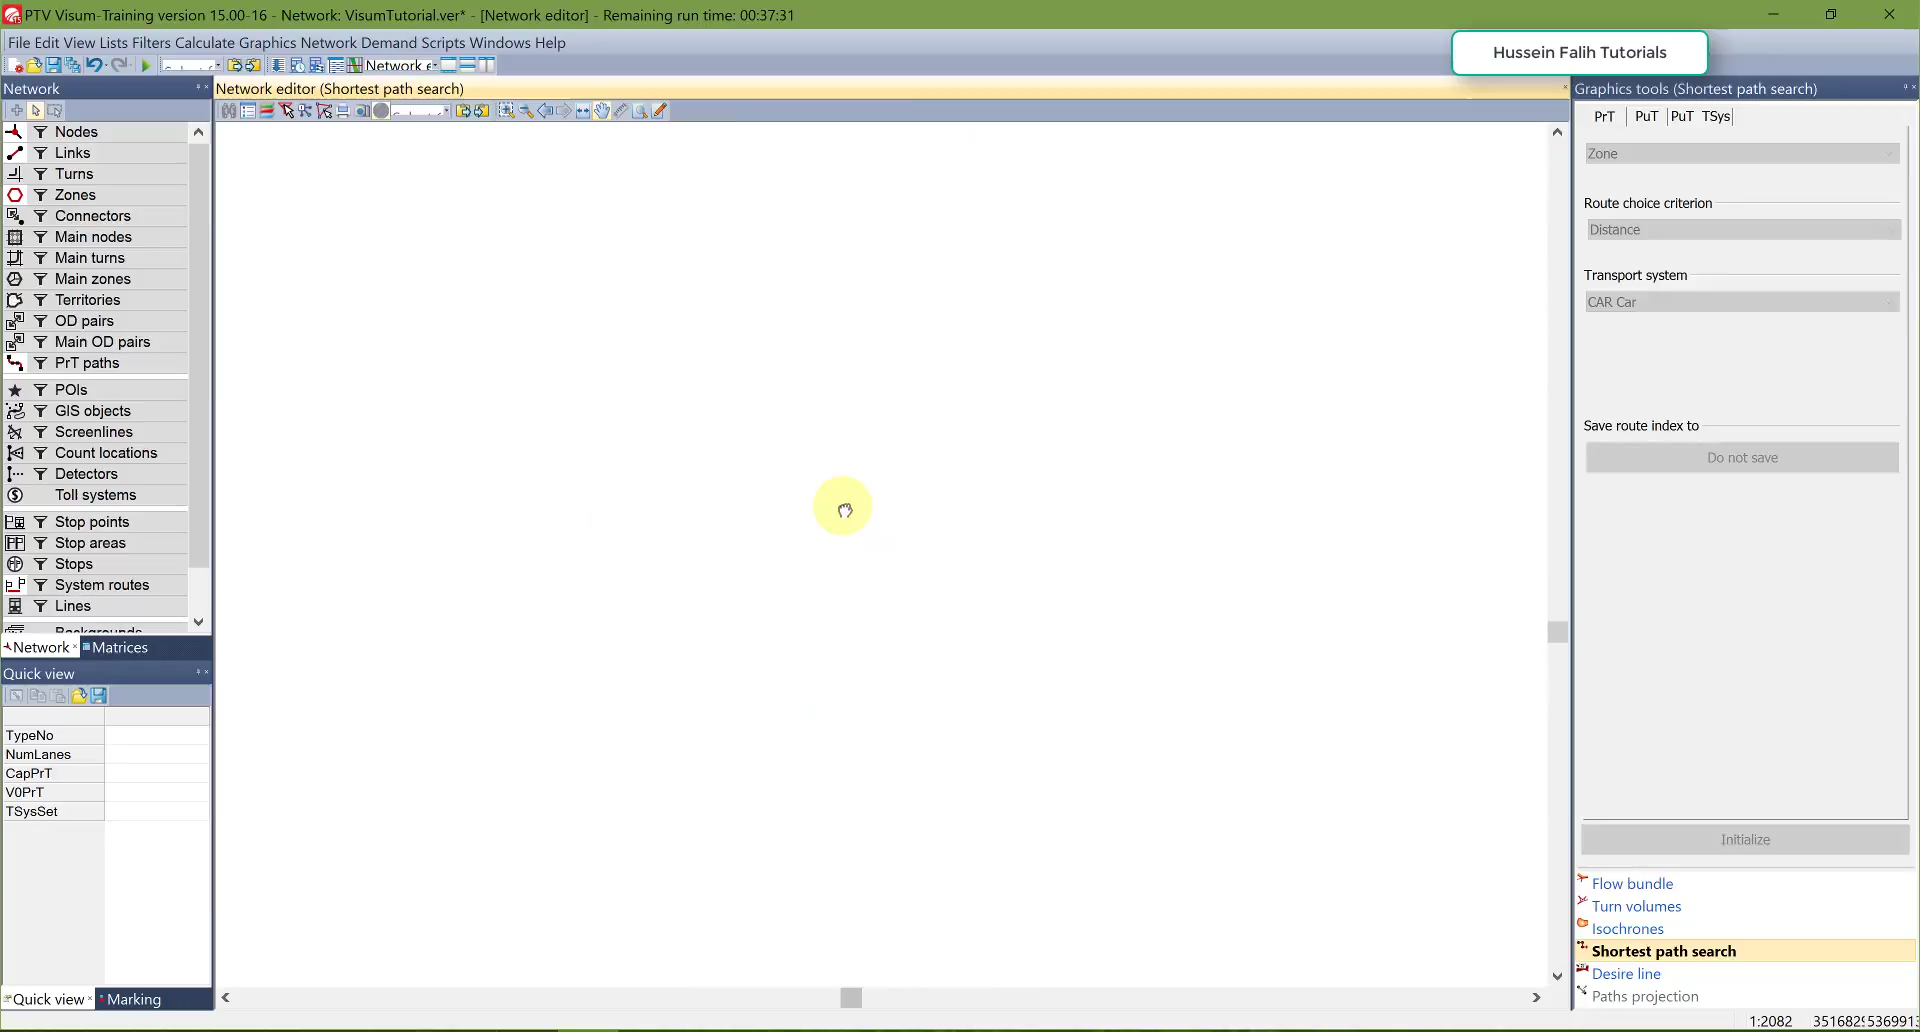 PTV Visum-Training version 15.00-16 - Network: VisumTutorial.ver* - [Network editor] - Remaining run time: 00:37:31
File Edit View Lists Filters Calculate Graphics Network Demand Scripts Windows Help
Hussein Falih Tutorials
Network
Network editor (Shortest path search)
Graphics tools (Shortest path search)
PrT PuT PuT TSys
Nodes
Links
Turns
Zones
Connectors
Main nodes
Main turns
Main zones
Territories
OD pairs
Main OD pairs
PrT paths
POIs
GIS objects
Screenlines
Count locations
Detectors
Toll systems
Stop points
Stop areas
Stops
System routes
Lines
Backgrounds
Network Matrices
Quick view
TypeNo
NumLanes
CapPrT
V0PrT
TSysSet
Quick view Marking
Zone
Route choice criterion
Distance
Transport system
CAR Car
Save route index to
Do not save
Initialize
Flow bundle
Turn volumes
Isochrones
Shortest path search
Desire line
Paths projection
1:2082